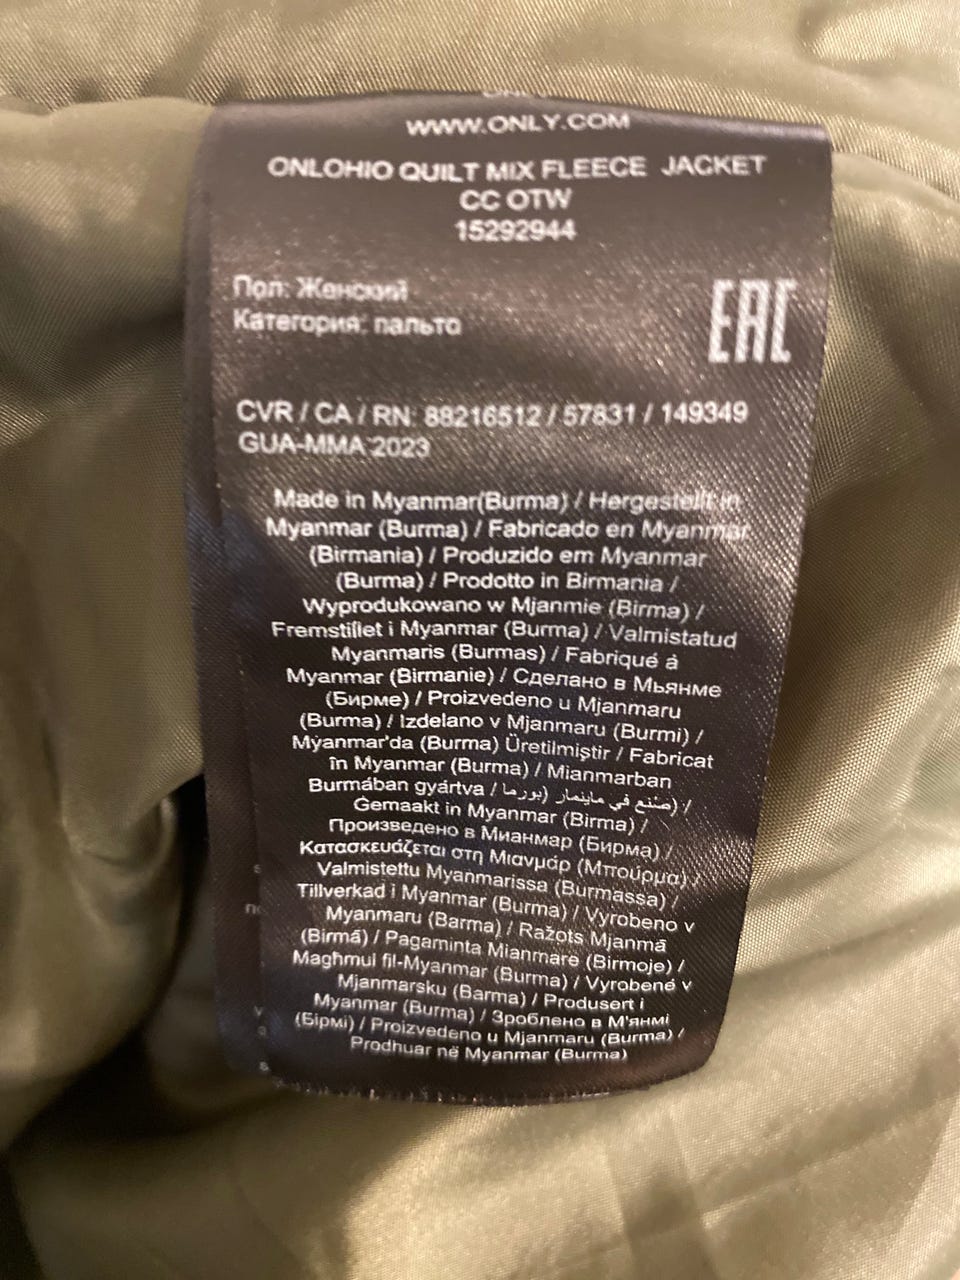 WWW.ONLY.COM
ONLOHIO QUILT MIX FLEECE JACKET
CC OTW
15292944
Пол: Женский
Категория: пальто
EAC
CVR / CA / RN: 88216512 / 57831 / 149349
GUA-MMA 2023
Made in Myanmar(Burma) / Hergestellt in
Myanmar (Burma) / Fabricado en Myanmar
(Birmania) / Produzido em Myanmar
(Burma) / Prodotto in Birmania /
Wyprodukowano w Mjanmie (Birma) /
Fremstillet i Myanmar (Burma) / Valmistatud
Myanmaris (Burmas) / Fabriqué à
Myanmar (Birmanie) / Сделано в Мьянме
(Бирме) / Proizvedeno u Mjanmaru
(Burma) / Izdelano v Mjanmaru (Burmi) /
Myanmar'da (Burma) Üretilmiştir / Fabricat
în Myanmar (Burma) / Mianmarban
Burmában gyártva / صُنع في ماينمار (بورما) /
Gemaakt in Myanmar (Birma) /
Произведено в Мианмар (Бирма) /
Κατασκευάζεται στη Μιανμάρ (Μπούρμα) /
Valmistettu Myanmarissa (Burmassa) /
Tillverkad i Myanmar (Burma) / Vyrobeno v
Myanmaru (Barma) / Ražots Mjanmā
(Birmā) / Pagaminta Mianmare (Birmoje) /
Magħmul fil-Myanmar (Burma) / Vyrobené v
Mjanmarsku (Barma) / Produsert i
Myanmar (Burma) / Зроблено в М'янмі
(Бірмі) / Proizvedeno u Mjanmaru (Burma) /
Prodhuar në Myanmar (Burma)